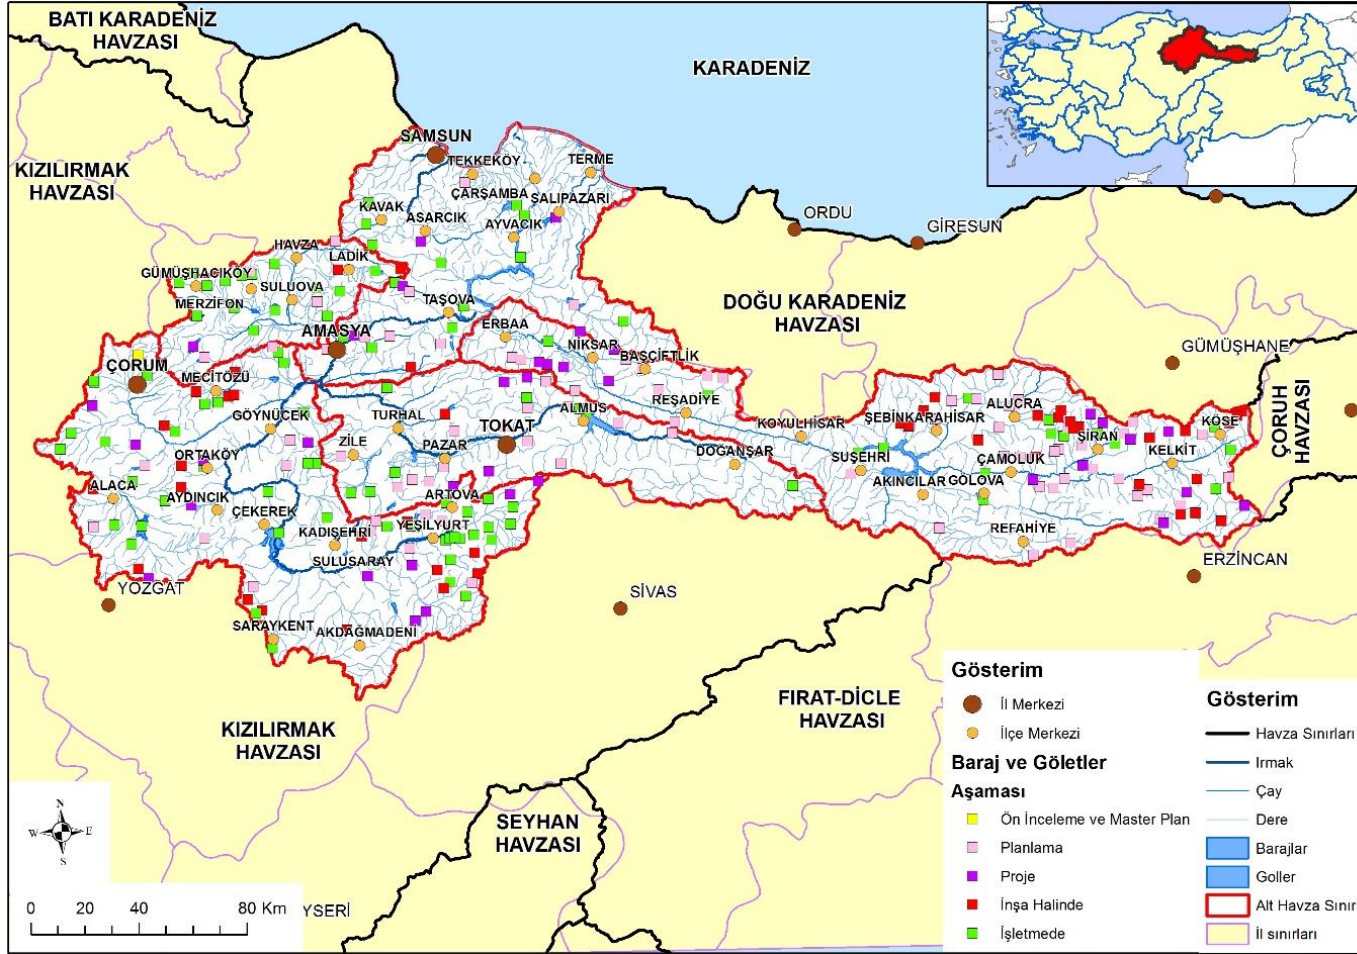 BATI KARADENİZ
HAVZASI
KARADENİZ
SAMSUN
TEKKEKÖY
TERME
KIZILIRMAK
HAVZASI
ÇARŞAMBA
SALIPAZARI
KAVAK
ASARCIK
AYVACIK
ORDU
GİRESUN
HAVZA
LADİK
GÜMÜŞHACIKÖY
SULUOVA
MERZİFON
TAŞOVA
DOĞU KARADENİZ
HAVZASI
AMASYA
ERBAA
NİKSAR
BAŞÇİFTLİK
GÜMÜŞHANE
ÇORUM
MECİTÖZÜ
GÖYNÜCEK
TURHAL
ALMUS
REŞADİYE
KOYULHİSAR
ŞEBİNKARAHİSAR
ALUCRA
KÖSE
ÇORUH
HAVZASI
TOKAT
ZİLE
PAZAR
ŞİRAN
ORTAKÖY
DOĞANŞAR
SUŞEHRİ
ÇAMOLUK
KELKİT
ALACA
AYDINCIK
ARTOVA
AKINCILAR
GÖLOVA
ÇEKEREK
KADIŞEHRİ
YEŞİLYURT
REFAHİYE
SULUSARAY
ERZİNCAN
YOZGAT
SİVAS
SARAYKENT
AKDAĞMADENİ
KIZILIRMAK
HAVZASI
FIRAT-DİCLE
HAVZASI
SEYHAN
HAVZASI
YSERİ
N
W
E
S
0 20 40 80 Km
Gösterim
İl Merkezi
İlçe Merkezi
Baraj ve Göletler
Aşaması
Ön İnceleme ve Master Plan
Planlama
Proje
İnşa Halinde
İşletmede
Gösterim
Havza Sınırları
Irmak
Çay
Dere
Barajlar
Goller
Alt Havza Sınır
İl sınırları